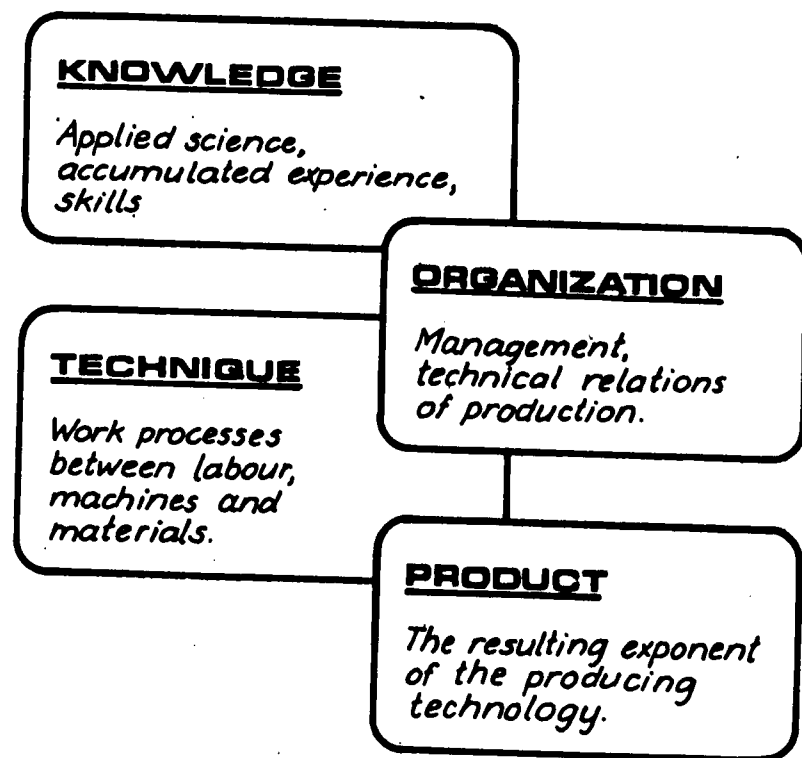 KNOWLEDGE
Applied science,
accumulated experience,
skills
ORGANIZATION
Management,
technical relations
of production.
TECHNIQUE
Work processes
between labour,
machines and
materials.
PRODUCT
The resulting exponent
of the producing
technology.